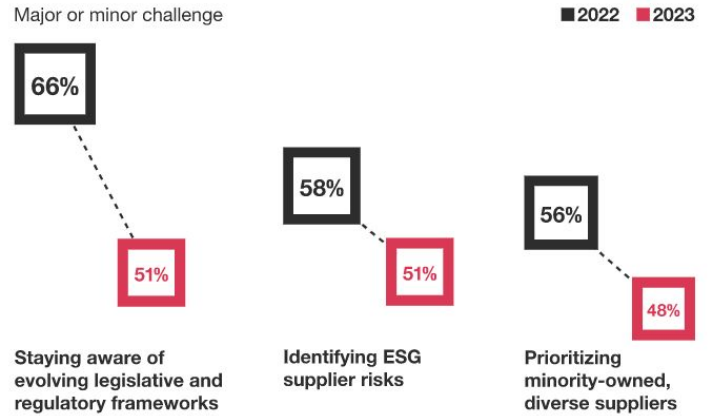 Major or minor challenge
2022 2023
66%
58%
56%
51%
51%
48%
Staying aware of
evolving legislative and
regulatory frameworks
Identifying ESG
supplier risks
Prioritizing
minority-owned,
diverse suppliers